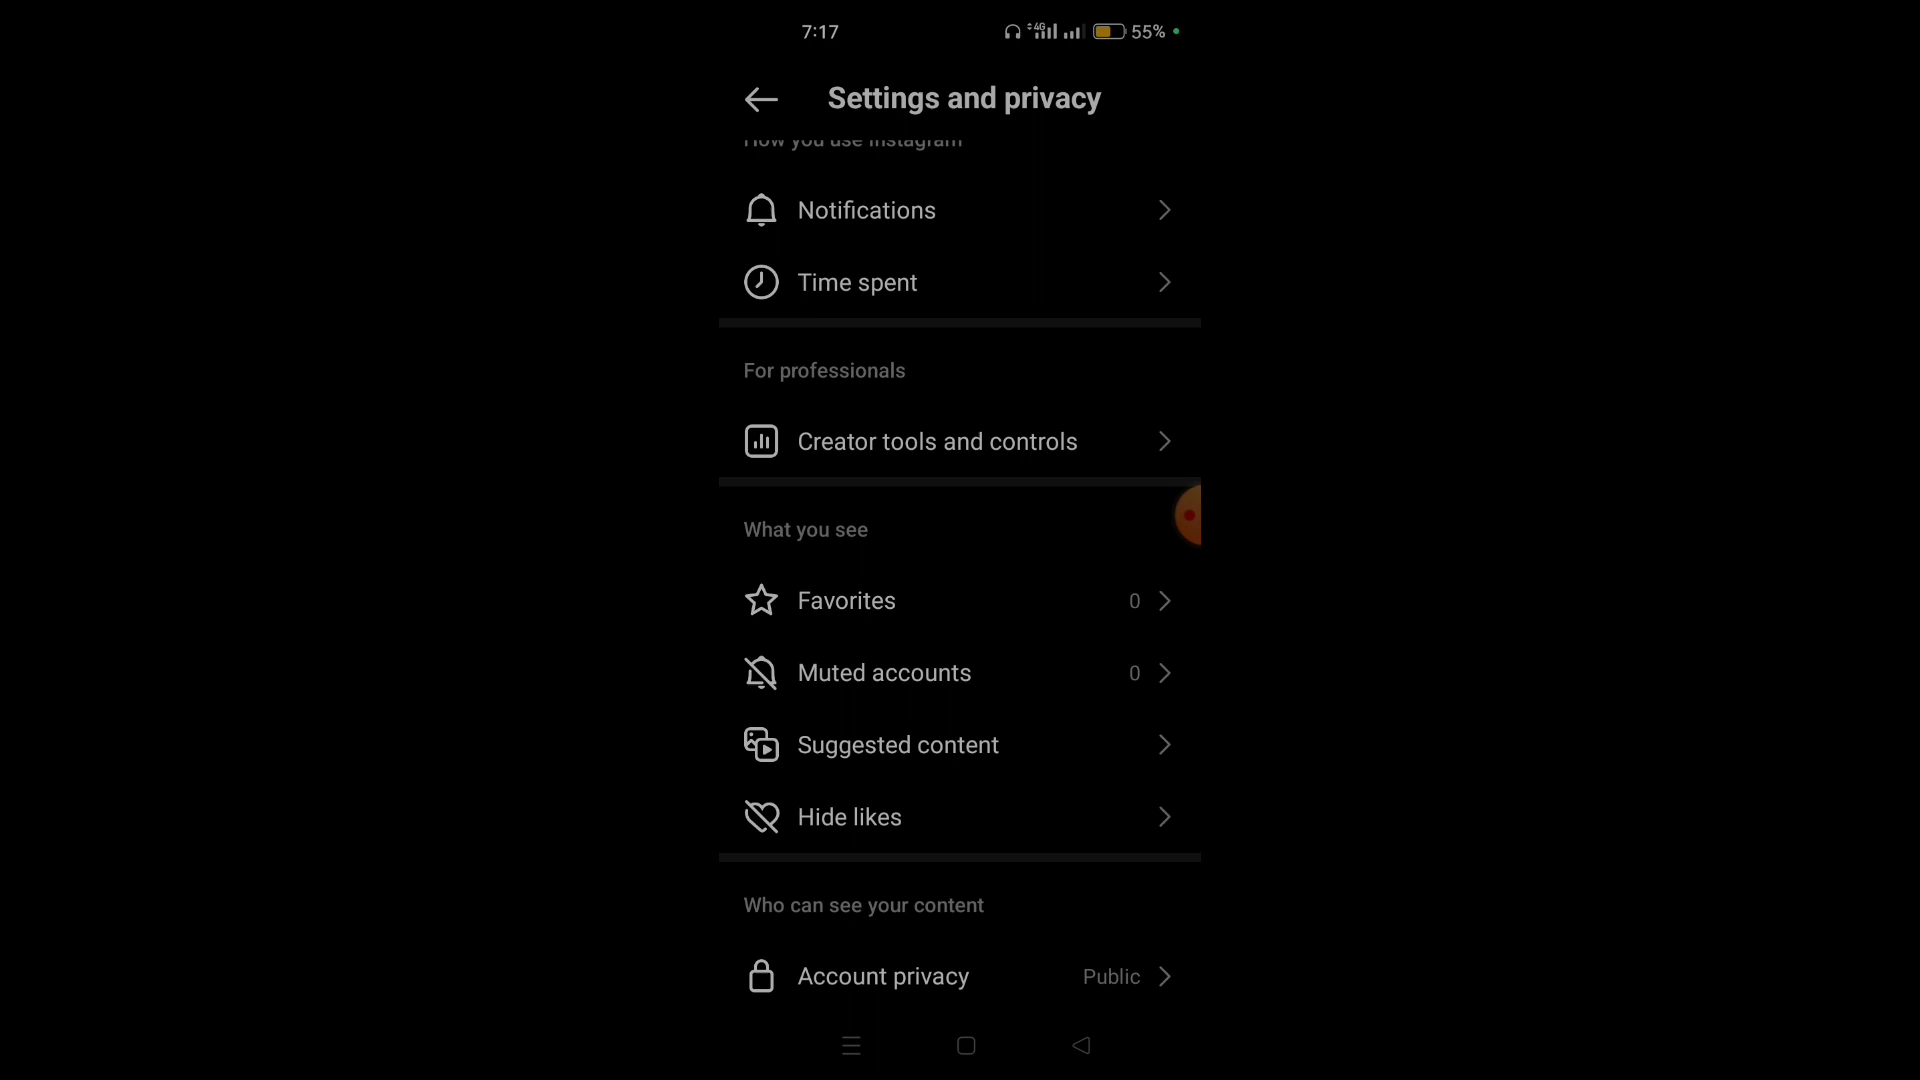 7:17
4G 55%
Settings and privacy
How you use Instagram
Notifications
Time spent
For professionals
Creator tools and controls
What you see
Favorites 0
Muted accounts 0
Suggested content
Hide likes
Who can see your content
Account privacy Public